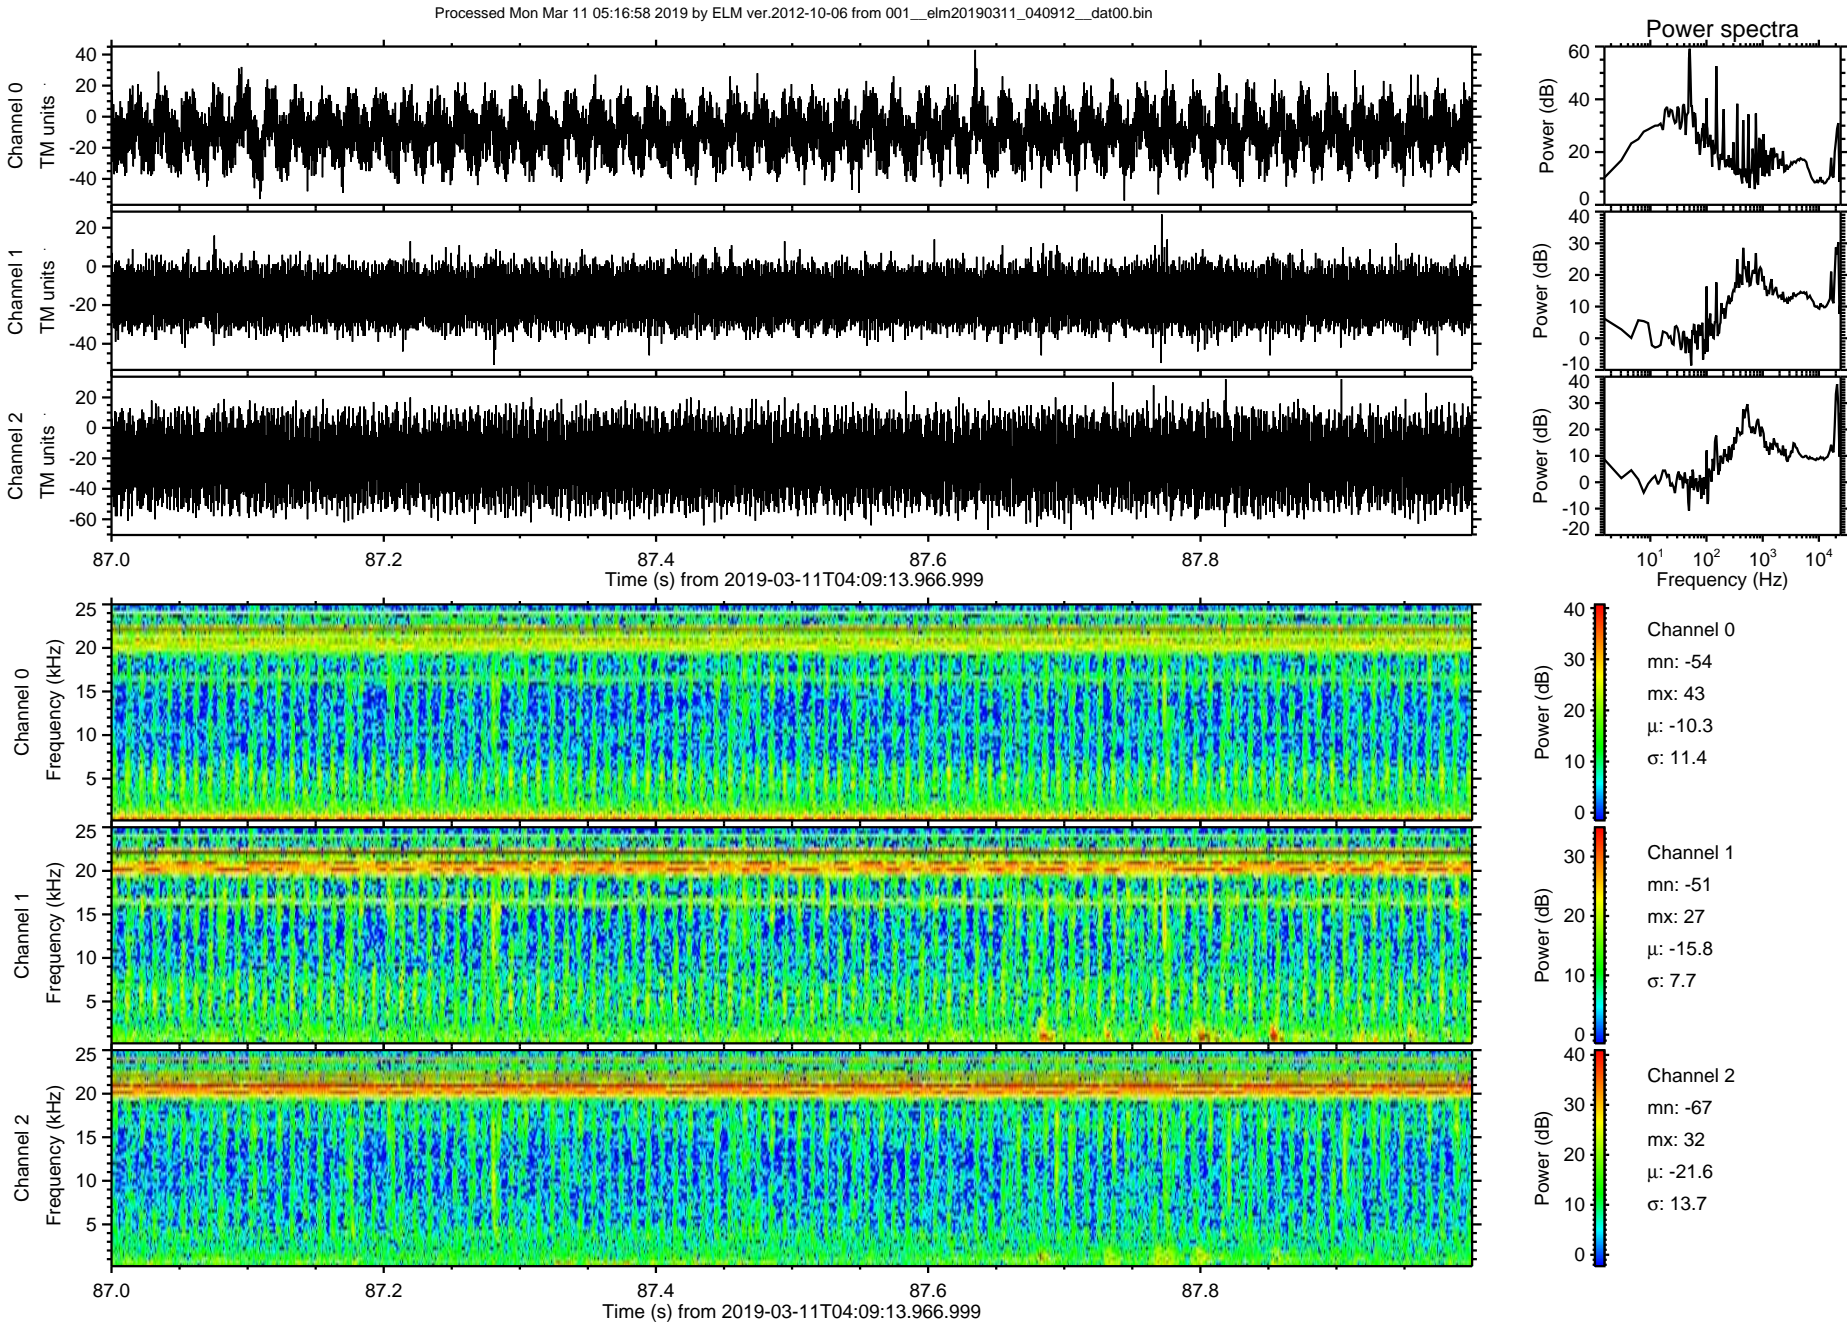 Processed Mon Mar 11 05:16:58 2019 by ELM ver.2012-10-06 from 001__elm20190311_040912__dat00.bin
Power spectra
Channel 0
TM units
40
20
0
-20
-40
Power (dB)
60
40
20
0
Channel 1
TM units
20
0
-20
-40
Power (dB)
40
30
20
10
0
-10
Channel 2
TM units
20
0
-20
-40
-60
Power (dB)
40
30
20
10
0
-10
-20
87.0 87.2 87.4 87.6 87.8
Time (s) from 2019-03-11T04:09:13.966.999
10^1 10^2 10^3 10^4
Frequency (Hz)
Channel 0
Frequency (kHz)
25
20
15
10
5
Power (dB)
40
30
20
10
0
Channel 0
mn: -54
mx: 43
μ: -10.3
σ: 11.4
Channel 1
Frequency (kHz)
25
20
15
10
5
Power (dB)
30
20
10
0
Channel 1
mn: -51
mx: 27
μ: -15.8
σ: 7.7
Channel 2
Frequency (kHz)
25
20
15
10
5
Power (dB)
40
30
20
10
0
Channel 2
mn: -67
mx: 32
μ: -21.6
σ: 13.7
87.0 87.2 87.4 87.6 87.8
Time (s) from 2019-03-11T04:09:13.966.999